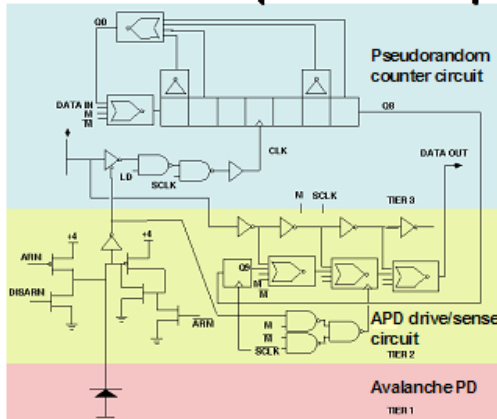 Q0
Pseudorandom
counter circuit
DATA IN
M
M
Q8
CLK
DATA OUT
LD
SCLK
M SCLK
TIER 3
+4
+4
ARN
DISARN
ARN
Q5
M
M
M
M
SCLK
APD drive/sense
circuit
TIER 2
Avalanche PD
TIER 1